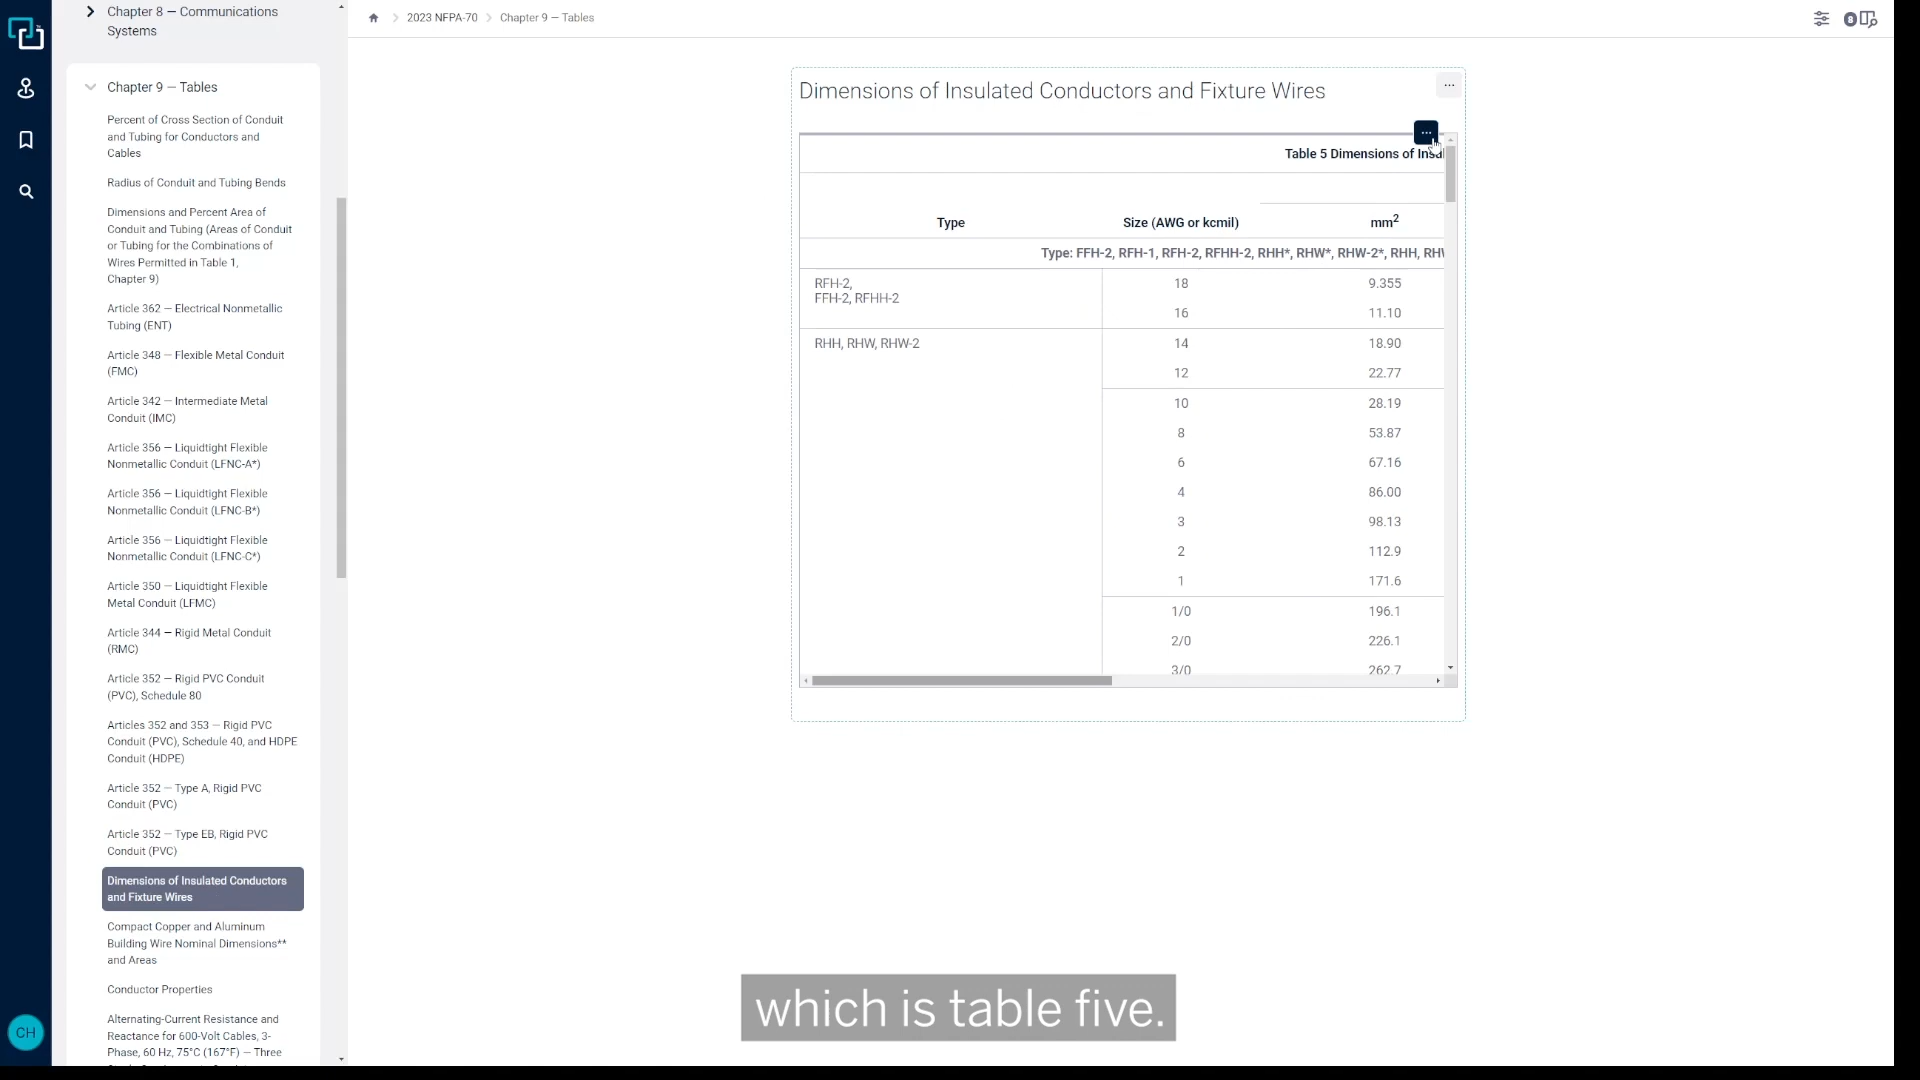 Chapter 8 — Communications
Systems
Chapter 9 — Tables
Percent of Cross Section of Conduit
and Tubing for Conductors and
Cables
Radius of Conduit and Tubing Bends
Dimensions and Percent Area of
Conduit and Tubing (Areas of Conduit
or Tubing for the Combinations of
Wires Permitted in Table 1,
Chapter 9)
Article 362 — Electrical Nonmetallic
Tubing (ENT)
Article 348 — Flexible Metal Conduit
(FMC)
Article 342 — Intermediate Metal
Conduit (IMC)
Article 356 — Liquidtight Flexible
Nonmetallic Conduit (LFNC-A*)
Article 356 — Liquidtight Flexible
Nonmetallic Conduit (LFNC-B*)
Article 356 — Liquidtight Flexible
Nonmetallic Conduit (LFNC-C*)
Article 350 — Liquidtight Flexible
Metal Conduit (LFMC)
Article 344 — Rigid Metal Conduit
(RMC)
Article 352 — Rigid PVC Conduit
(PVC), Schedule 80
Articles 352 and 353 — Rigid PVC
Conduit (PVC), Schedule 40, and HDPE
Conduit (HDPE)
Article 352 — Type A, Rigid PVC
Conduit (PVC)
Article 352 — Type EB, Rigid PVC
Conduit (PVC)
Dimensions of Insulated Conductors
and Fixture Wires
Compact Copper and Aluminum
Building Wire Nominal Dimensions**
and Areas
Conductor Properties
Alternating-Current Resistance and
Reactance for 600-Volt Cables, 3-
Phase, 60 Hz, 75°C (167°F) — Three
CH
2023 NFPA-70 > Chapter 9 — Tables
8
Dimensions of Insulated Conductors and Fixture Wires
Table 5 Dimensions of Insul
Type Size (AWG or kcmil) mm²
Type: FFH-2, RFH-1, RFH-2, RFHH-2, RHH*, RHW*, RHW-2*, RHH, RHW
RFH-2, 18 9.355
FFH-2, RFHH-2
16 11.10
RHH, RHW, RHW-2 14 18.90
12 22.77
10 28.19
8 53.87
6 67.16
4 86.00
3 98.13
2 112.9
1 171.6
1/0 196.1
2/0 226.1
3/0 262.7
which is table five.